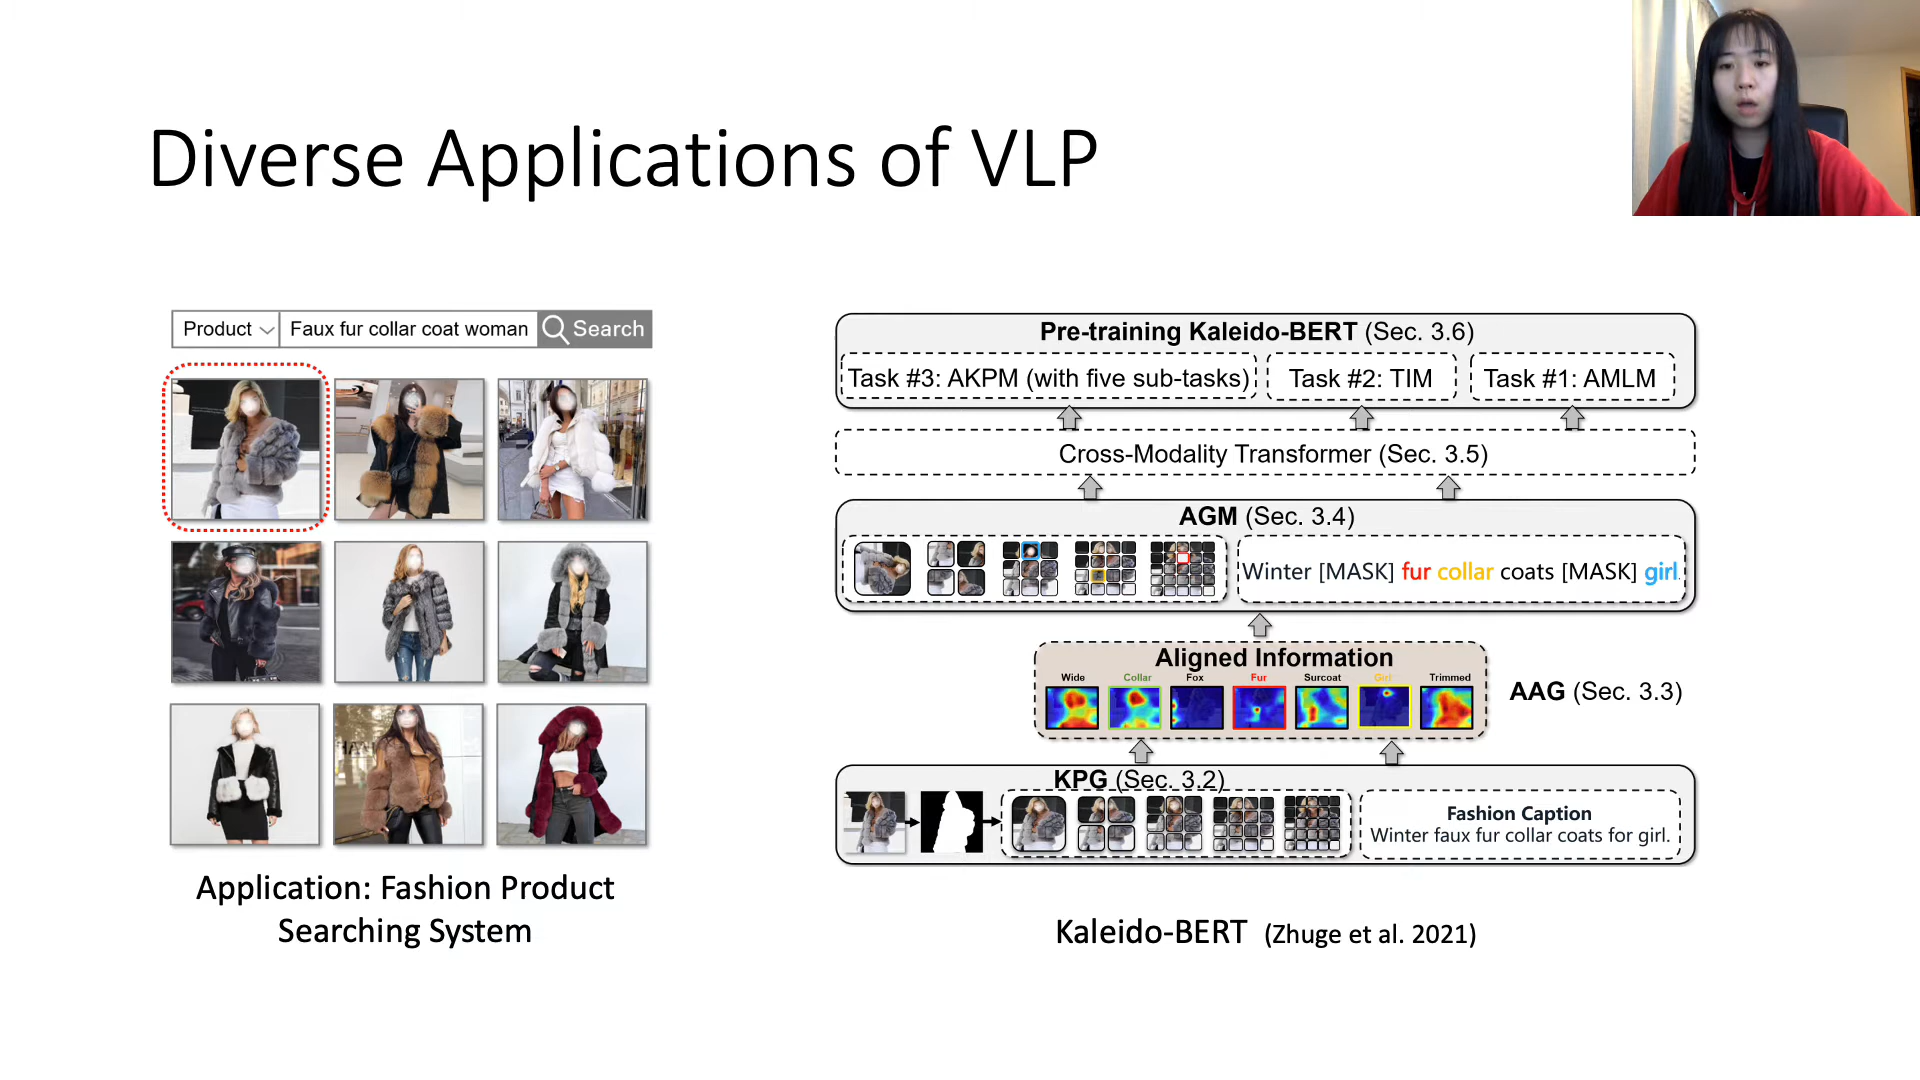 Diverse Applications of VLP
Product
Faux fur collar coat woman
Search
Application: Fashion Product
Searching System
Pre-training Kaleido-BERT (Sec. 3.6)
Task #3: AKPM (with five sub-tasks)
Task #2: TIM
Task #1: AMLM
Cross-Modality Transformer (Sec. 3.5)
AGM (Sec. 3.4)
Winter [MASK] fur collar coats [MASK] girl.
Aligned Information
Wide Collar Fox Fur Surcoat Girl Trimmed
AAG (Sec. 3.3)
KPG (Sec. 3.2)
Fashion Caption
Winter faux fur collar coats for girl.
Kaleido-BERT (Zhuge et al. 2021)